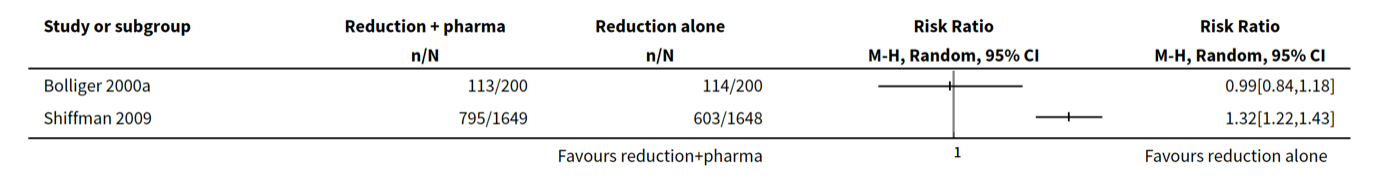 Study or subgroup Reduction + pharma Reduction alone Risk Ratio Risk Ratio
n/N n/N M-H, Random, 95% CI M-H, Random, 95% CI
Bolliger 2000a 113/200 114/200 0.99[0.84,1.18]
Shiffman 2009 795/1649 603/1648 1.32[1.22,1.43]
Favours reduction+pharma 1 Favours reduction alone